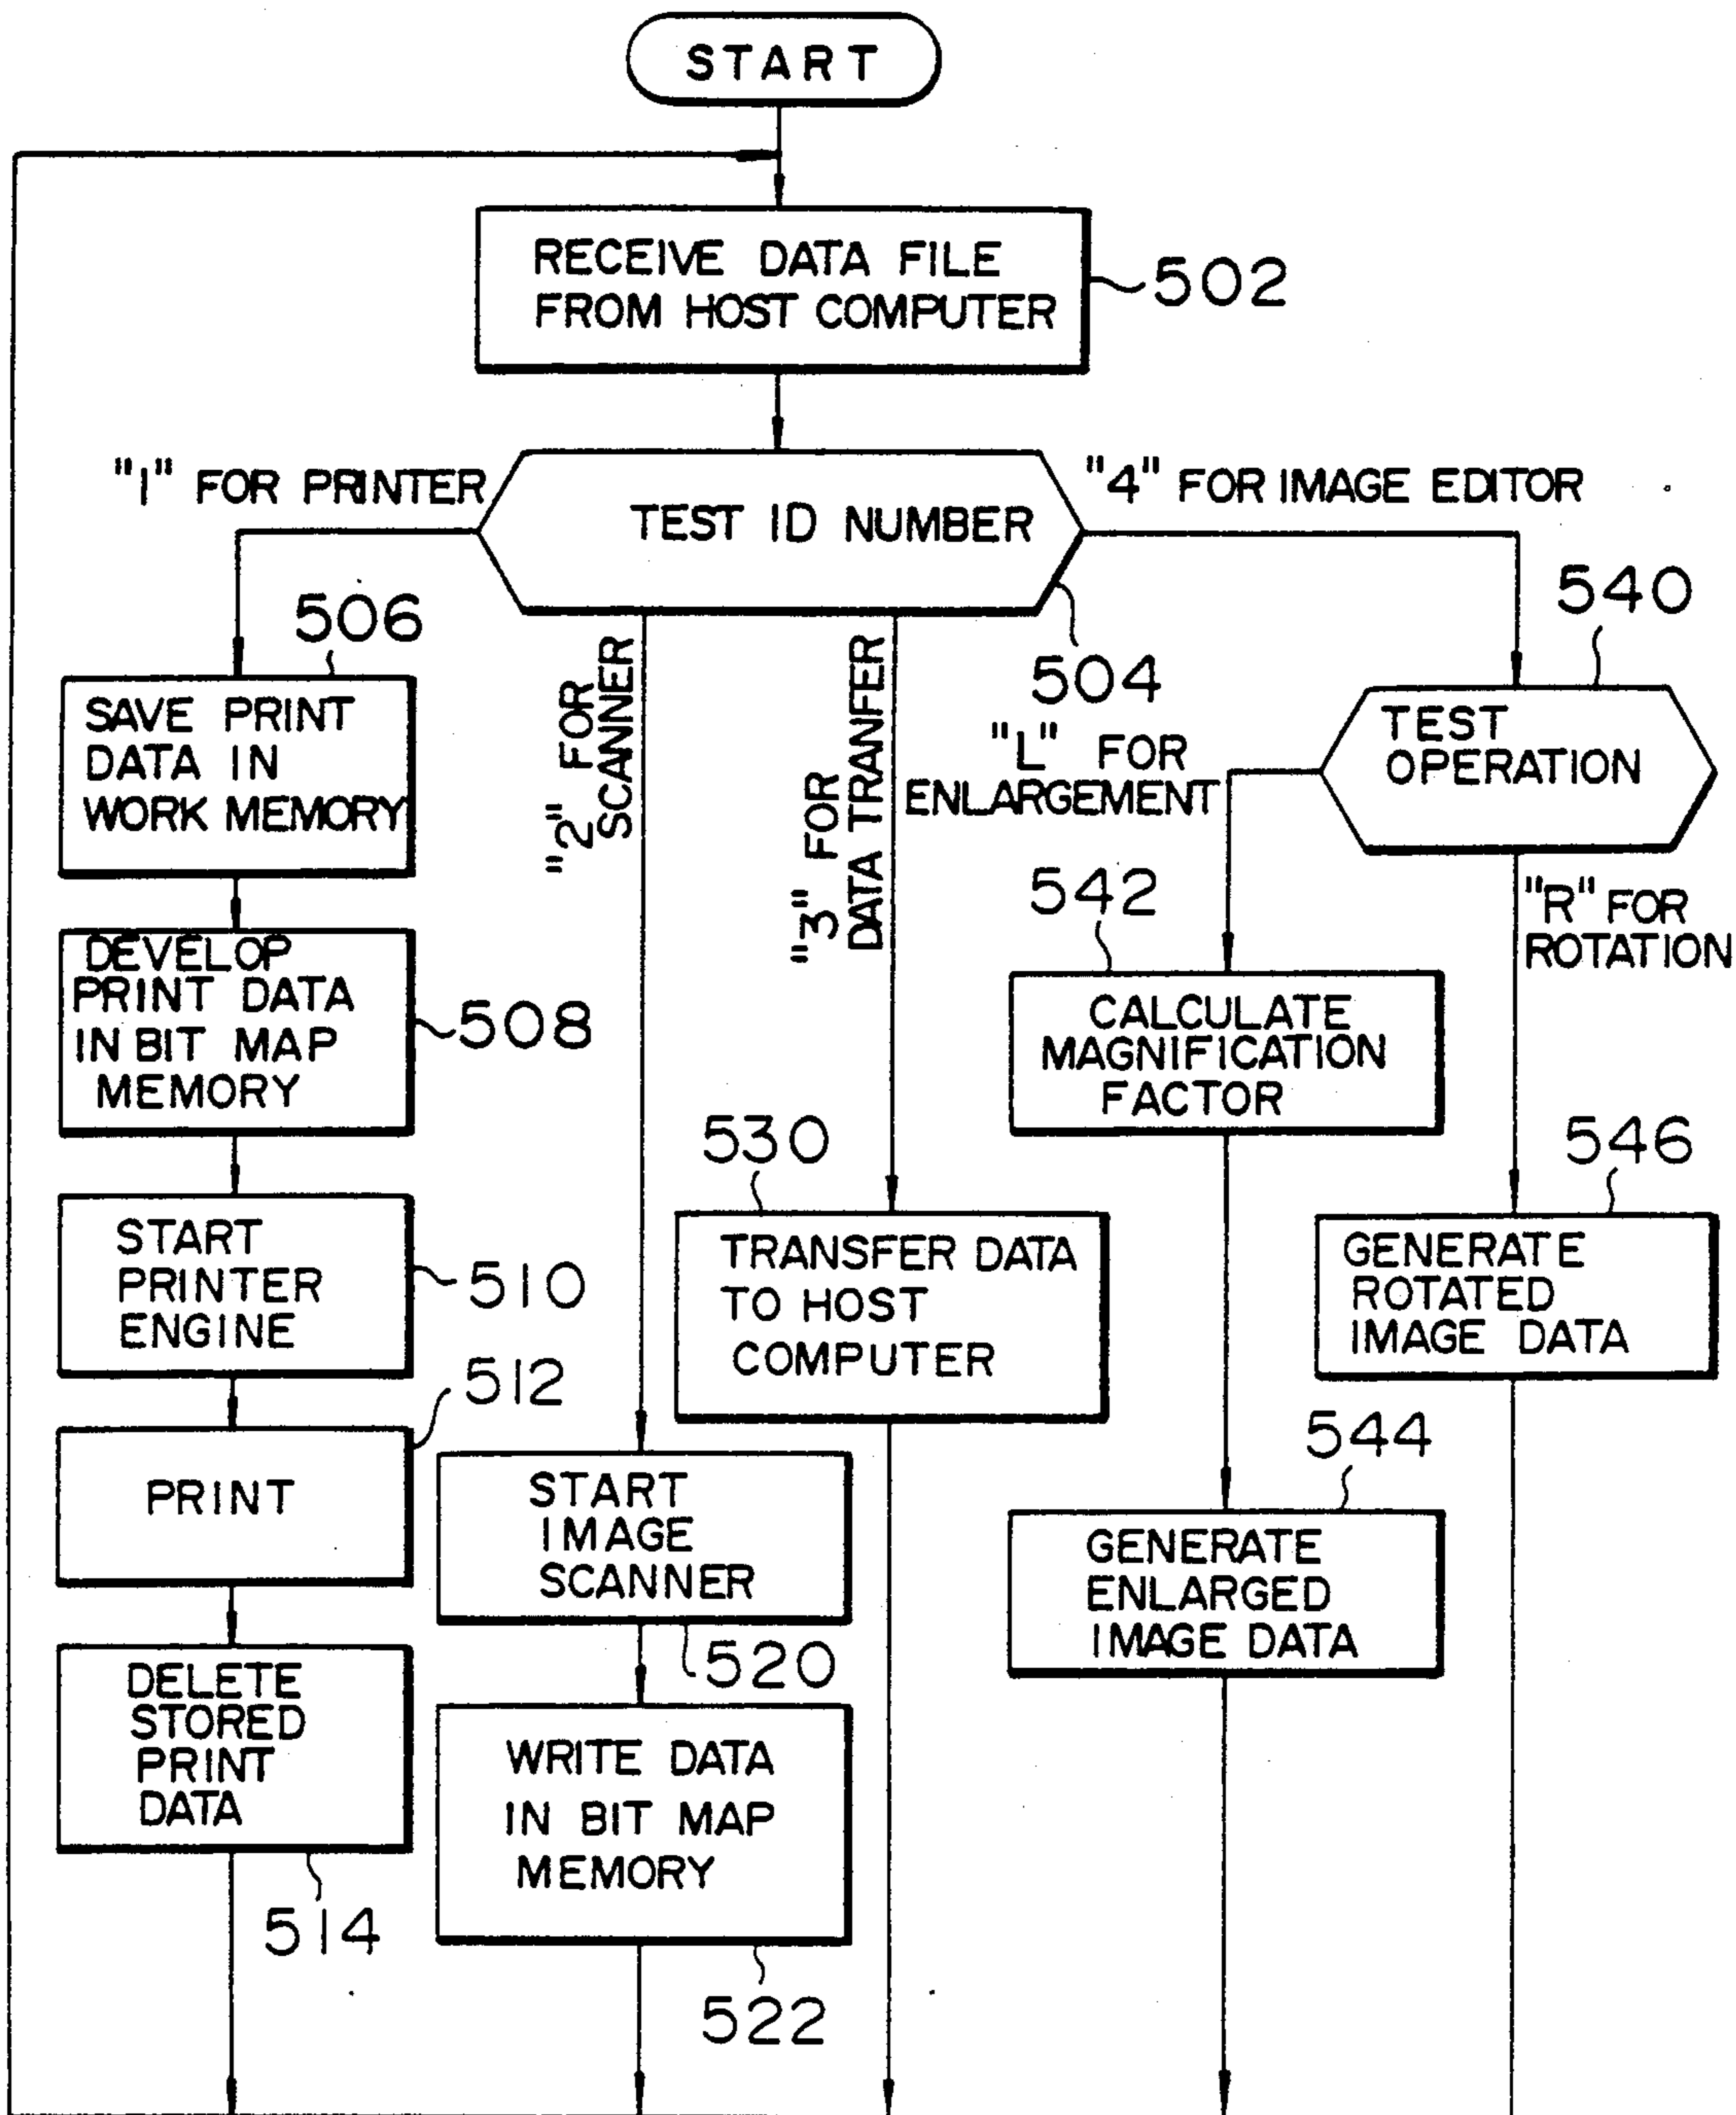 START
RECEIVE DATA FILE
FROM HOST COMPUTER
502
"1" FOR PRINTER
TEST ID NUMBER
"4" FOR IMAGE EDITOR
504
506
SAVE PRINT
DATA IN
WORK MEMORY
"2" FOR
SCANNER
"3" FOR
DATA TRANFER
540
TEST
OPERATION
"L" FOR
ENLARGEMENT
"R" FOR
ROTATION
DEVELOP
PRINT DATA
IN BIT MAP
MEMORY
508
542
CALCULATE
MAGNIFICATION
FACTOR
START
PRINTER
ENGINE
510
530
TRANSFER DATA
TO HOST
COMPUTER
546
GENERATE
ROTATED
IMAGE DATA
512
PRINT
START
IMAGE
SCANNER
520
544
GENERATE
ENLARGED
IMAGE DATA
DELETE
STORED
PRINT
DATA
514
WRITE DATA
IN BIT MAP
MEMORY
522